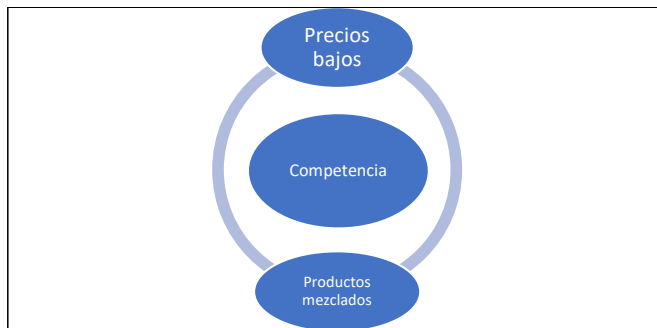 Precios
bajos
Competencia
Productos
mezclados